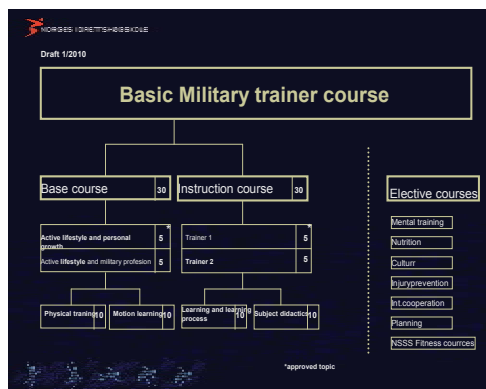 NORGES IDRETTSHØGSKOLE
Draft 1/2010
Basic Military trainer course
Base course 30
Instruction course 30
Elective courses
*
Active lifestyle and personal growth 5
Active lifestyle and military profesion 5
*
Trainer 1 5
Trainer 2 5
Physical traning 10
Motion learning 10
Learning and learning process 10
Subject didactics 10
Mental training
Nutrition
Culturr
Injuryprevention
Int.cooperation
Planning
NSSS Fitness courrces
*approved topic